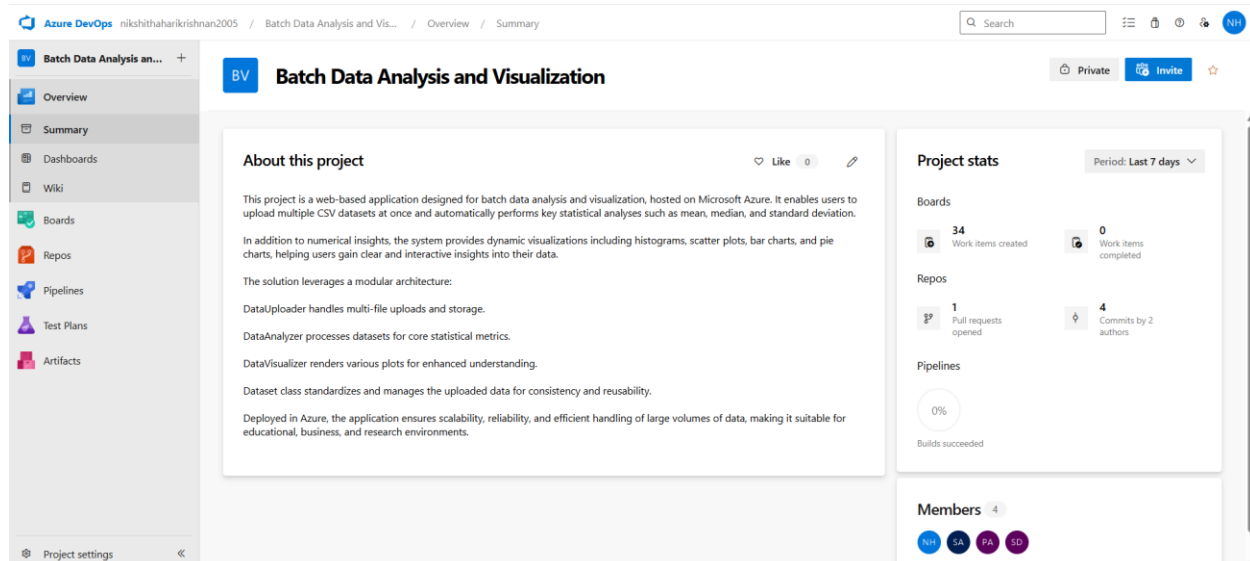 Azure DevOps nikshithaharikrishnan2005 / Batch Data Analysis and Vis... / Overview / Summary
Search
NH
BV Batch Data Analysis an... +
Overview
Summary
Dashboards
Wiki
Boards
Repos
Pipelines
Test Plans
Artifacts
Project settings
BV Batch Data Analysis and Visualization
Private
Invite
About this project
Like 0
This project is a web-based application designed for batch data analysis and visualization, hosted on Microsoft Azure. It enables users to
upload multiple CSV datasets at once and automatically performs key statistical analyses such as mean, median, and standard deviation.
In addition to numerical insights, the system provides dynamic visualizations including histograms, scatter plots, bar charts, and pie
charts, helping users gain clear and interactive insights into their data.
The solution leverages a modular architecture:
DataUploader handles multi-file uploads and storage.
DataAnalyzer processes datasets for core statistical metrics.
DataVisualizer renders various plots for enhanced understanding.
Dataset class standardizes and manages the uploaded data for consistency and reusability.
Deployed in Azure, the application ensures scalability, reliability, and efficient handling of large volumes of data, making it suitable for
educational, business, and research environments.
Project stats
Period: Last 7 days
Boards
34
Work items created
0
Work items
completed
Repos
1
Pull requests
opened
4
Commits by 2
authors
Pipelines
0%
Builds succeeded
Members 4
NH SA PA SD